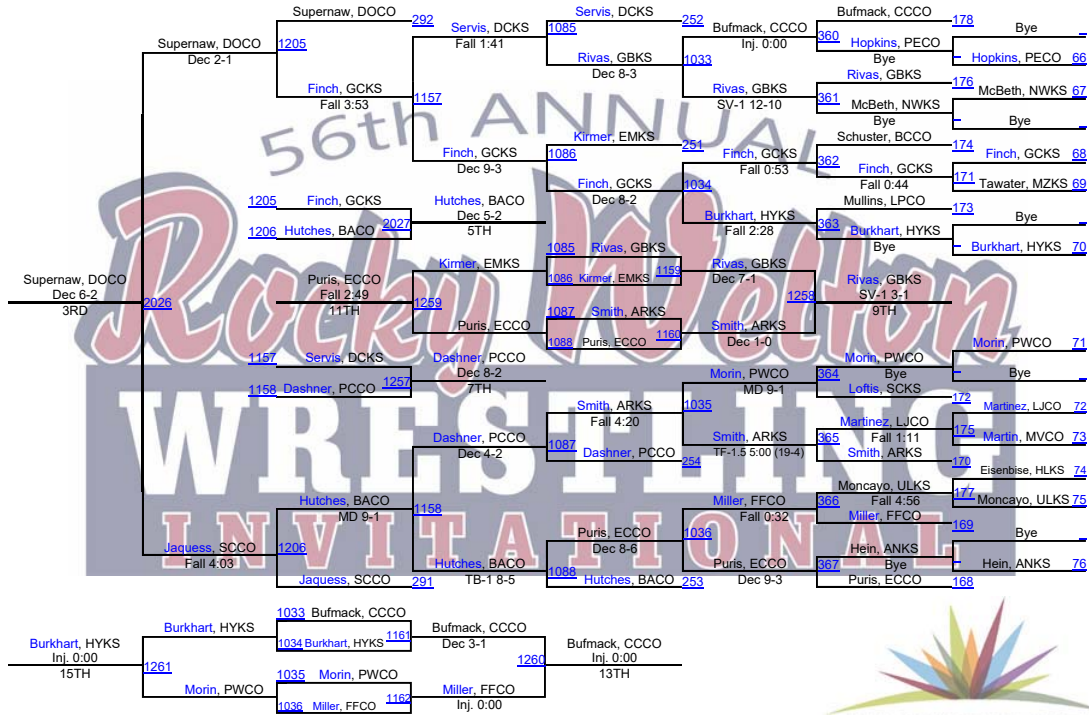 Supernaw, DOCO
292
Servis, DCKS
Servis, DCKS
252
Bufmack, CCCO
Bufmack, CCCO
178
Bye
Supernaw, DOCO
1205
Fall 1:41
1085
Inj. 0:00
360
Hopkins, PECO
Dec 2-1
Rivas, GBKS
1033
Bye
Hopkins, PECO
66
Dec 8-3
Rivas, GBKS
176
Finch, GCKS
1157
Rivas, GBKS
361
McBeth, NWKS
McBeth, NWKS
67
Fall 3:53
SV-1 12-10
Bye
Bye
56th ANNUAL
Kirmer, EMKS
251
Schuster, BCCO
174
Finch, GCKS
1086
Finch, GCKS
362
Finch, GCKS
Finch, GCKS
68
Dec 9-3
Fall 0:53
171
Finch, GCKS
1034
Fall 0:44
Tawater, MZKS
69
Dec 8-2
Mullins, LPCO
173
1205
Finch, GCKS
Hutches, BACO
Burkhart, HYKS
363
Bye
1206
Hutches, BACO
2027
Dec 5-2
5TH
Fall 2:28
Burkhart, HYKS
Bye
Burkhart, HYKS
70
1085
Rivas, GBKS
Kirmer, EMKS
1086
Kirmer, EMKS
1159
Rivas, GBKS
Dec 7-1
Rivas, GBKS
Supernaw, DOCO
2026
Puris, ECCO
1259
1258
SV-1 3-1
Dec 6-2
Fall 2:49
9TH
3RD
11TH
1087
Smith, ARKS
Puris, ECCO
1088
Puris, ECCO
1160
Smith, ARKS
Dec 1-0
Rocky Welton
1157
Servis, DCKS
Dashner, PCCO
Morin, PWCO
Morin, PWCO
71
1158
Dashner, PCCO
1257
Dec 8-2
7TH
Morin, PWCO
364
Bye
Bye
MD 9-1
Loftis, SCKS
172
Smith, ARKS
1035
Martinez, LJCO
72
Fall 4:20
Martinez, LJCO
175
Dashner, PCCO
1087
Smith, ARKS
365
Fall 1:11
Martin, MVCO
73
Dec 4-2
Dashner, PCCO
254
TF-1.5 5:00 (19-4)
Smith, ARKS
170
Eisenbise, HLKS
74
WRESTLING
Moncayo, ULKS
177
Hutches, BACO
1158
Miller, FFCO
366
Fall 4:56
Moncayo, ULKS
75
MD 9-1
Fall 0:32
Miller, FFCO
169
INVITATIONAL
Puris, ECCO
1036
Bye
Jaquess, SCCO
1206
Dec 8-6
Hein, ANKS
Fall 4:03
Hutches, BACO
1088
Puris, ECCO
367
Bye
Hein, ANKS
76
TB-1 8-5
Dec 9-3
Jaquess, SCCO
291
Hutches, BACO
253
Puris, ECCO
168
1033
Bufmack, CCCO
Burkhart, HYKS
Burkhart, HYKS
1034
Burkhart, HYKS
1161
Bufmack, CCCO
Bufmack, CCCO
Inj. 0:00
Dec 3-1
Inj. 0:00
15TH
1261
1260
13TH
1035
Morin, PWCO
Morin, PWCO
1036
Miller, FFCO
1162
Miller, FFCO
Inj. 0:00